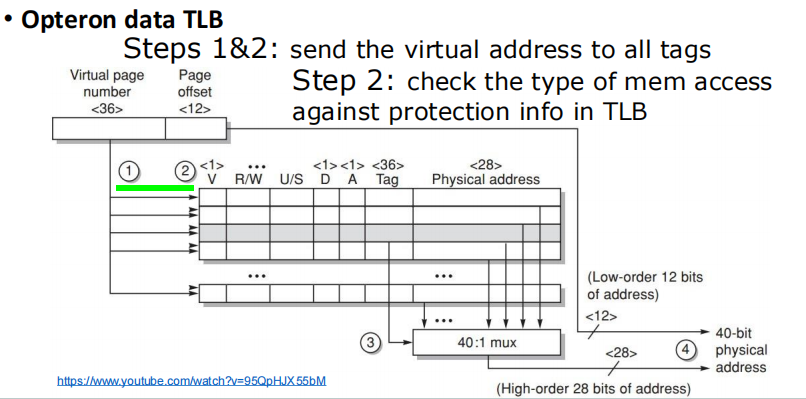 • Opteron data TLB
Steps 1&2: send the virtual address to all tags
Step 2: check the type of mem access
against protection info in TLB
Virtual page
number
<36>
Page
offset
<12>
1
2
<1>
V
...
R/W
U/S
<1>
D
<1>
A
<36>
Tag
<28>
Physical address
...
...
(Low-order 12 bits
of address)
<12>
...
3
40:1 mux
<28>
4
40-bit
physical
address
(High-order 28 bits of address)
https://www.youtube.com/watch?v=95QpHJX55bM